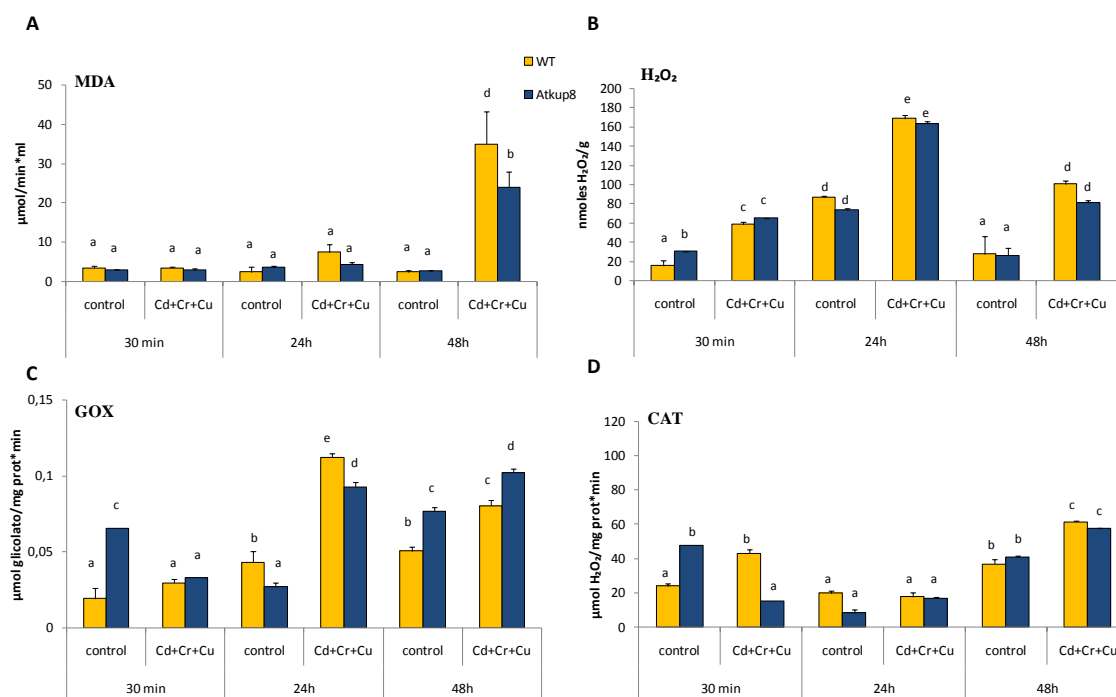 A
MDA
WT
Atkup8
µmol/min*ml
50
40
30
20
10
0
a a a a a a a a a a d b
control Cd+Cr+Cu control Cd+Cr+Cu control Cd+Cr+Cu
30 min 24h 48h
B
H₂O₂
nmoles H₂O₂/g
200
180
160
140
120
100
80
60
40
20
0
a b c c d d e e a a d d
control Cd+Cr+Cu control Cd+Cr+Cu control Cd+Cr+Cu
30 min 24h 48h
C
GOX
µmol glicolato/mg prot*min
0,15
0,1
0,05
0
a c a a b a e d b c c d
control Cd+Cr+Cu control Cd+Cr+Cu control Cd+Cr+Cu
30 min 24h 48h
D
CAT
µmol H₂O₂/mg prot*min
120
100
80
60
40
20
0
a b b a a a a a b b c c
control Cd+Cr+Cu control Cd+Cr+Cu control Cd+Cr+Cu
30 min 24h 48h